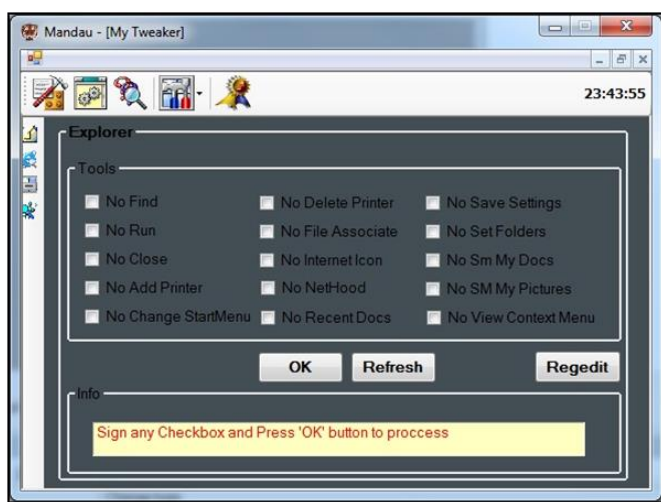 Mandau - [My Tweaker]
23:43:55
Explorer
Tools
No Find No Delete Printer No Save Settings
No Run No File Associate No Set Folders
No Close No Internet Icon No Sm My Docs
No Add Printer No NetHood No SM My Pictures
No Change StartMenu No Recent Docs No View Context Menu
OK Refresh Regedit
Info
Sign any Checkbox and Press 'OK' button to proccess